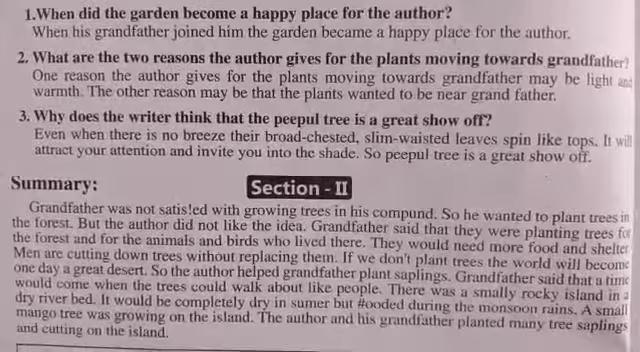 1.When did the garden become a happy place for the author?
When his grandfather joined him the garden became a happy place for the author.
2. What are the two reasons the author gives for the plants moving towards grandfather?
One reason the author gives for the plants moving towards grandfather may be light and
warmth. The other reason may be that the plants wanted to be near grand father.
3. Why does the writer think that the peepul tree is a great show off?
Even when there is no breeze their broad-chested, slim-waisted leaves spin like tops. It will
attract your attention and invite you into the shade. So peepul tree is a great show off.
Summary:
Section - II
Grandfather was not satis!ed with growing trees in his compund. So he wanted to plant trees in
the forest. But the author did not like the idea. Grandfather said that they were planting trees for
the forest and for the animals and birds who lived there. They would need more food and shelter
Men are cutting down trees without replacing them. If we don't plant trees the world will become
one day a great desert. So the author helped grandfather plant saplings. Grandfather said that a time
would come when the trees could walk about like people. There was a smally rocky island in a
dry river bed. It would be completely dry in sumer but #ooded during the monsoon rains. A small
mango tree was growing on the island. The author and his grandfather planted many tree saplings
and cutting on the island.